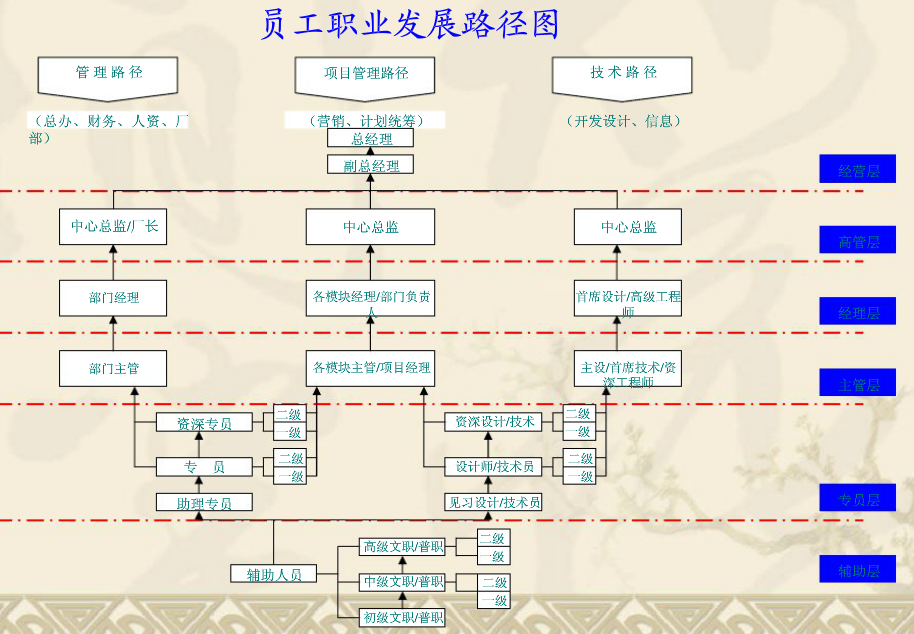 员工职业发展路径图
管理路径
项目管理路径
技术路径
（总办、财务、人资、厂
部）
（营销、计划统筹）
（开发设计、信息）
总经理
副总经理
经营层
中心总监/厂长
中心总监
中心总监
高管层
部门经理
各模块经理/部门负责
人
首席设计/高级工程
师
经理层
部门主管
各模块主管/项目经理
主设/首席技术/资
深工程师
主管层
资深专员
二级
一级
资深设计/技术
二级
一级
专 员
二级
一级
设计师/技术员
二级
一级
助理专员
见习设计/技术员
专员层
辅助人员
高级文职/普职
二级
一级
中级文职/普职
二级
一级
初级文职/普职
辅助层